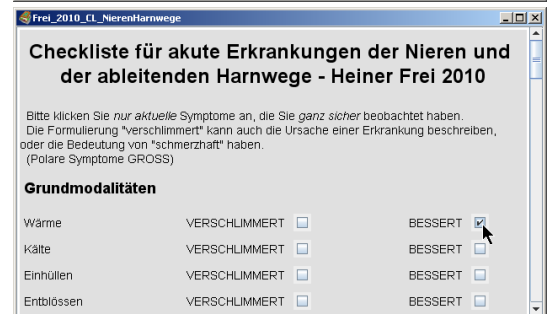 Frei_2010_CL_NierenHarnwege
Checkliste für akute Erkrankungen der Nieren und
der ableitenden Harnwege - Heiner Frei 2010
Bitte klicken Sie nur aktuelle Symptome an, die Sie ganz sicher beobachtet haben.
Die Formulierung "verschlimmert" kann auch die Ursache einer Erkrankung beschreiben,
oder die Bedeutung von "schmerzhaft" haben.
(Polare Symptome GROSS)
Grundmodalitäten
Wärme VERSCHLIMMERT BESSERT
Kälte VERSCHLIMMERT BESSERT
Einhüllen VERSCHLIMMERT BESSERT
Entblössen VERSCHLIMMERT BESSERT